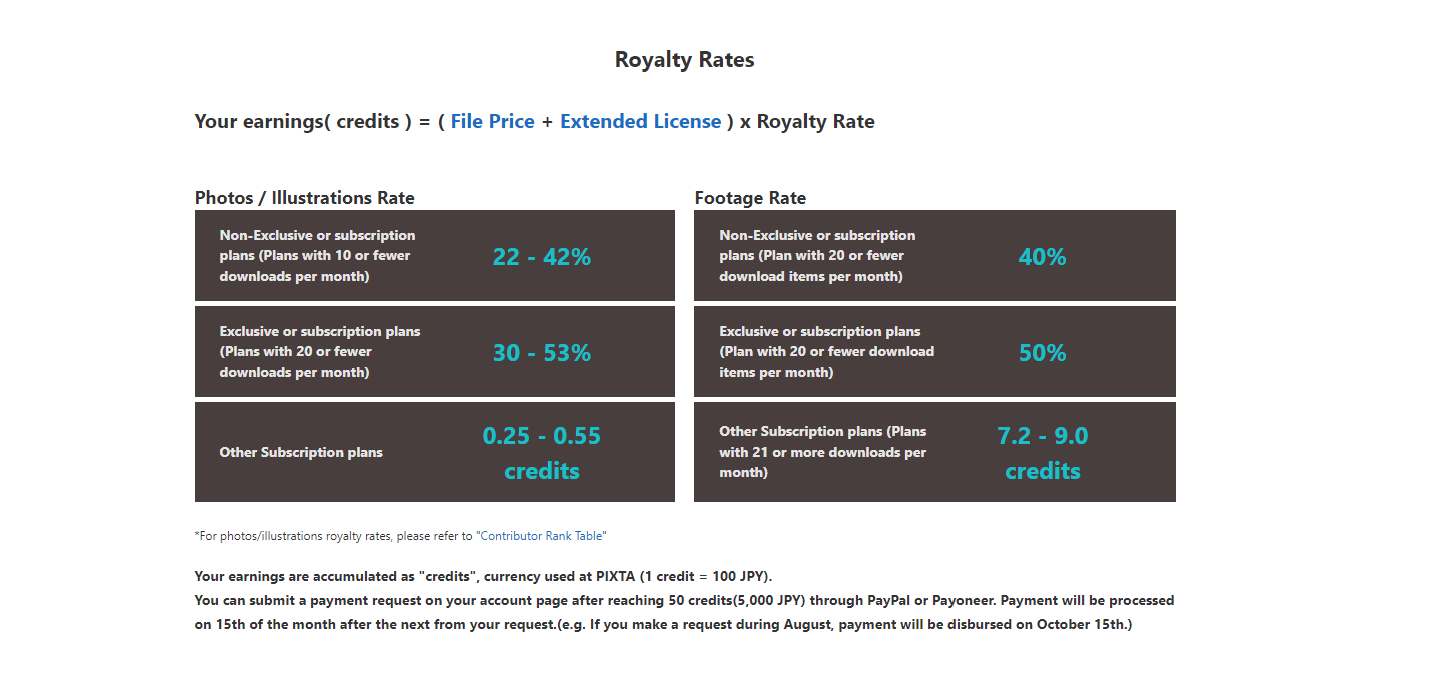 Royalty Rates
Your earnings( credits ) = ( File Price + Extended License ) x Royalty Rate
Photos / Illustrations Rate
Non-Exclusive or subscription
plans (Plans with 10 or fewer
downloads per month)
22 - 42%
Exclusive or subscription plans
(Plans with 20 or fewer
downloads per month)
30 - 53%
Other Subscription plans
0.25 - 0.55
credits
Footage Rate
Non-Exclusive or subscription
plans (Plan with 20 or fewer
download items per month)
40%
Exclusive or subscription plans
(Plan with 20 or fewer download
items per month)
50%
Other Subscription plans (Plans
with 21 or more downloads per
month)
7.2 - 9.0
credits
*For photos/illustrations royalty rates, please refer to "Contributor Rank Table"
Your earnings are accumulated as "credits", currency used at PIXTA (1 credit = 100 JPY).
You can submit a payment request on your account page after reaching 50 credits(5,000 JPY) through PayPal or Payoneer. Payment will be processed
on 15th of the month after the next from your request.(e.g. If you make a request during August, payment will be disbursed on October 15th.)